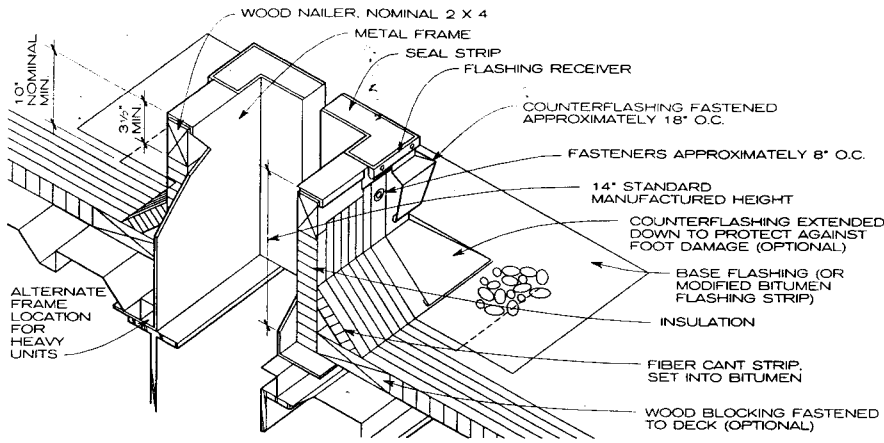 WOOD NAILER, NOMINAL 2 X 4
METAL FRAME
SEAL STRIP
FLASHING RECEIVER
COUNTERFLASHING FASTENED
APPROXIMATELY 18" O.C.
FASTENERS APPROXIMATELY 8" O.C.
14" STANDARD
MANUFACTURED HEIGHT
COUNTERFLASHING EXTENDED
DOWN TO PROTECT AGAINST
FOOT DAMAGE (OPTIONAL)
BASE FLASHING (OR
MODIFIED BITUMEN
FLASHING STRIP)
INSULATION
FIBER CANT STRIP,
SET INTO BITUMEN
WOOD BLOCKING FASTENED
TO DECK (OPTIONAL)
10"
NOMINAL
MIN.
3½"
MIN.
ALTERNATE
FRAME
LOCATION
FOR
HEAVY
UNITS